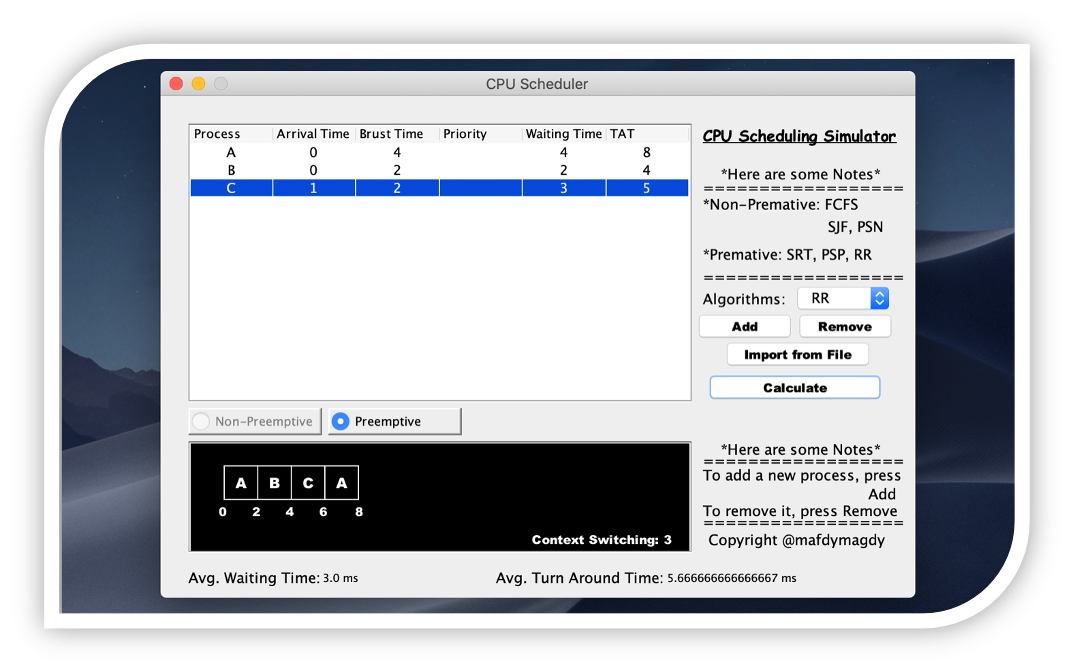 CPU Scheduler
Process Arrival Time Brust Time Priority Waiting Time TAT
A 0 4 4 8
B 0 2 2 4
C 1 2 3 5
CPU Scheduling Simulator
*Here are some Notes*
==================
*Non-Premative: FCFS
SJF, PSN
*Premative: SRT, PSP, RR
==================
Algorithms: RR
Add Remove
Import from File
Calculate
Non-Preemptive Preemptive
A B C A
0 2 4 6 8
Context Switching: 3
*Here are some Notes*
==================
To add a new process, press
Add
To remove it, press Remove
==================
Copyright @mafdymagdy
Avg. Waiting Time: 3.0 ms Avg. Turn Around Time: 5.666666666666667 ms